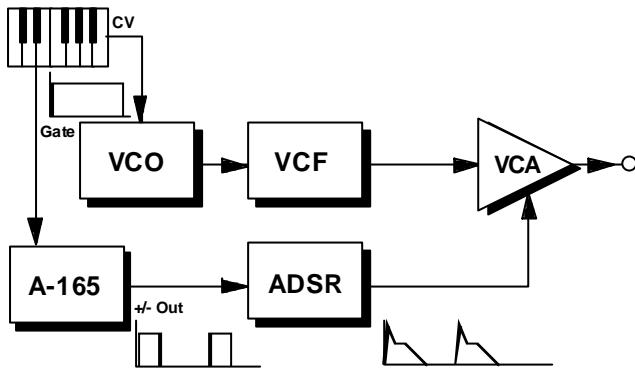 CV
Gate
VCO
VCF
VCA
A-165
+/- Out
ADSR